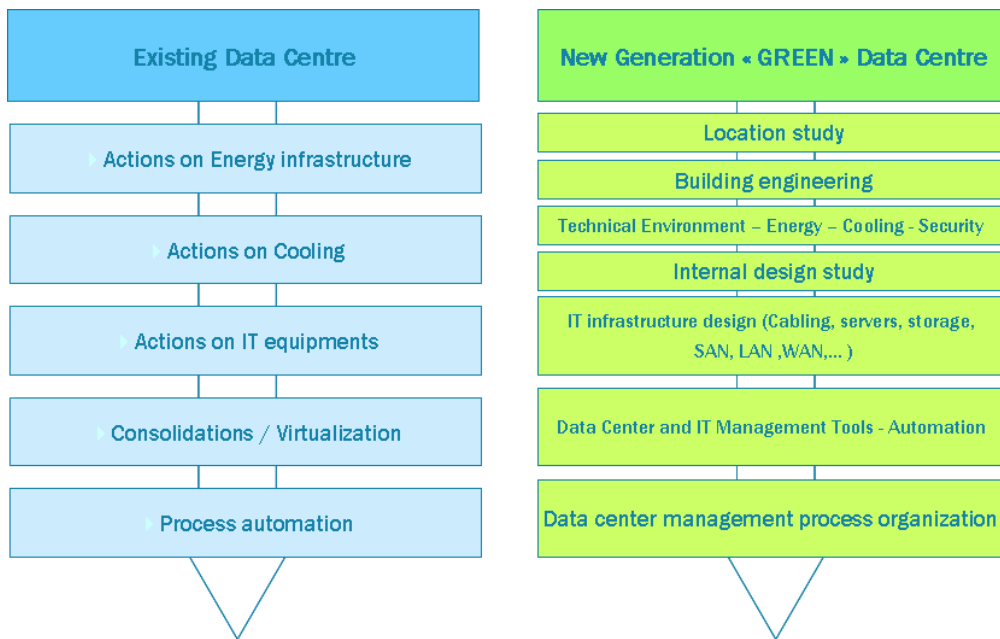 Existing Data Centre
Actions on Energy infrastructure
Actions on Cooling
Actions on IT equipments
Consolidations / Virtualization
Process automation
New Generation « GREEN » Data Centre
Location study
Building engineering
Technical Environment – Energy – Cooling - Security
Internal design study
IT infrastructure design (Cabling, servers, storage,
SAN, LAN ,WAN,... )
Data Center and IT Management Tools - Automation
Data center management process organization